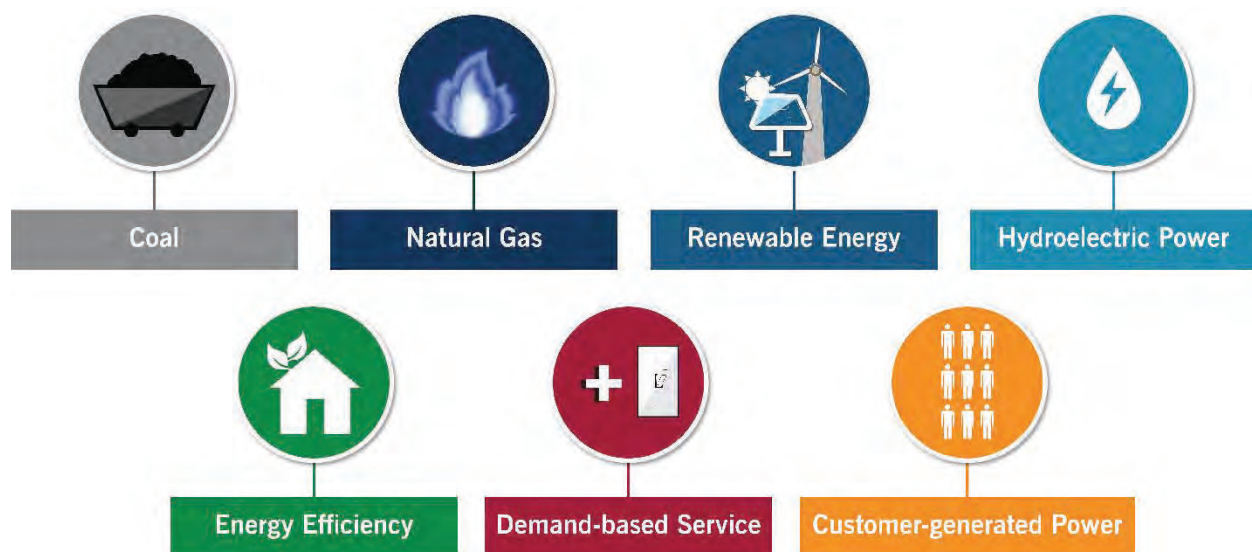 Coal
Natural Gas
Renewable Energy
Hydroelectric Power
Energy Efficiency
Demand-based Service
Customer-generated Power